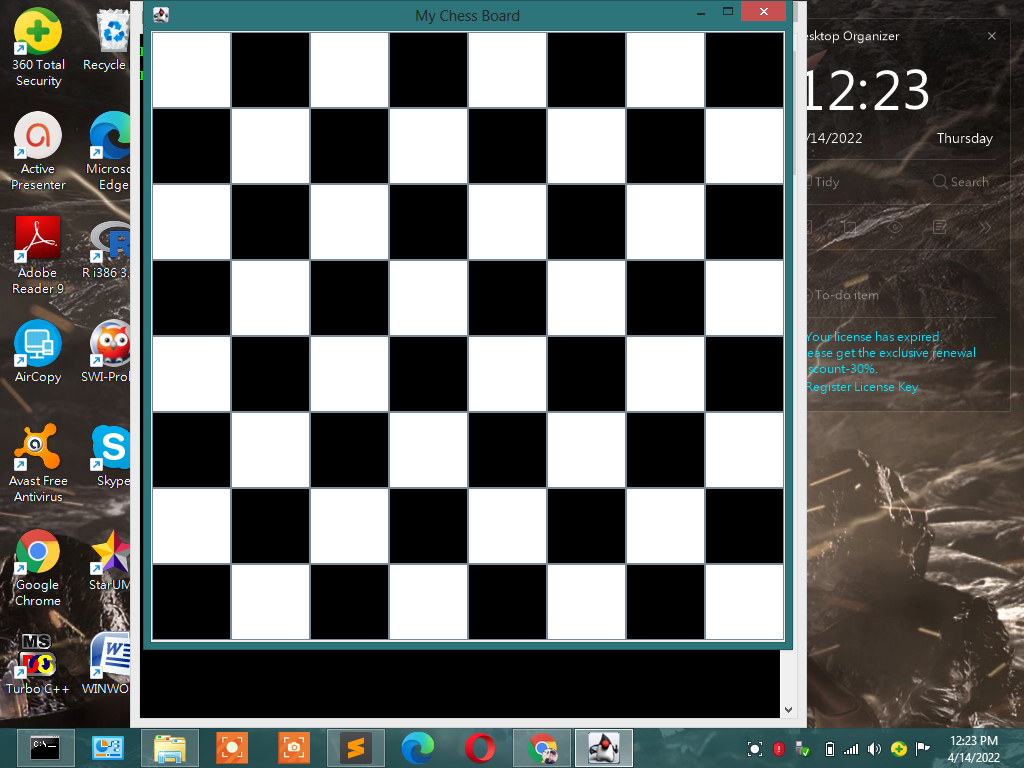 My Chess Board
360 Total
Security
Recycle
Active
Presenter
Micros
Edge
Adobe
Reader 9
R i386 3.
AirCopy
SWI-Prol
Avast Free
Antivirus
Skype
Google
Chrome
StarUM
MS
Turbo C++
WINWO
esktop Organizer
12:23
/14/2022
Thursday
Tidy
Search
To-do item
Your license has expired.
ease get the exclusive renewal
scount-30%.
Register License Key
C:\_
12:23 PM
4/14/2022